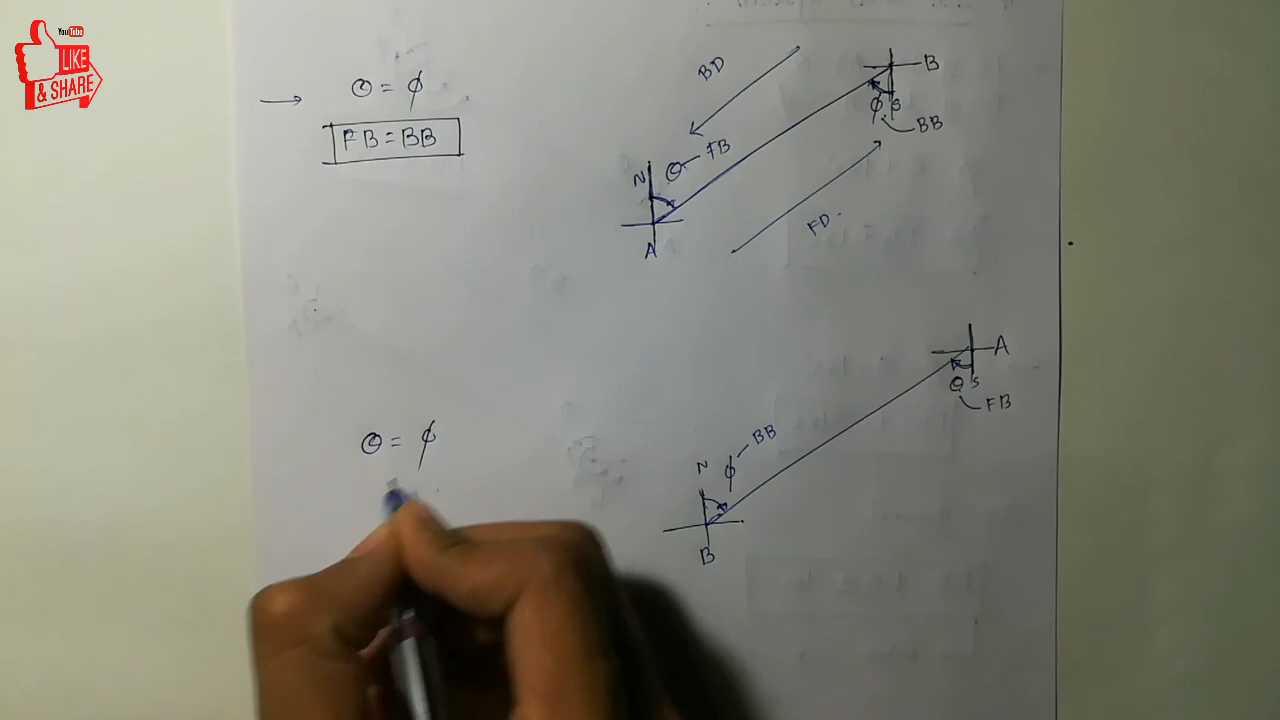 YouTube
LIKE
& SHARE
→ θ = φ
FB = BB
BD
B
φ S
BB
N θ FB
A
FD
A
θ S
FB
θ = φ
BB
N φ
B